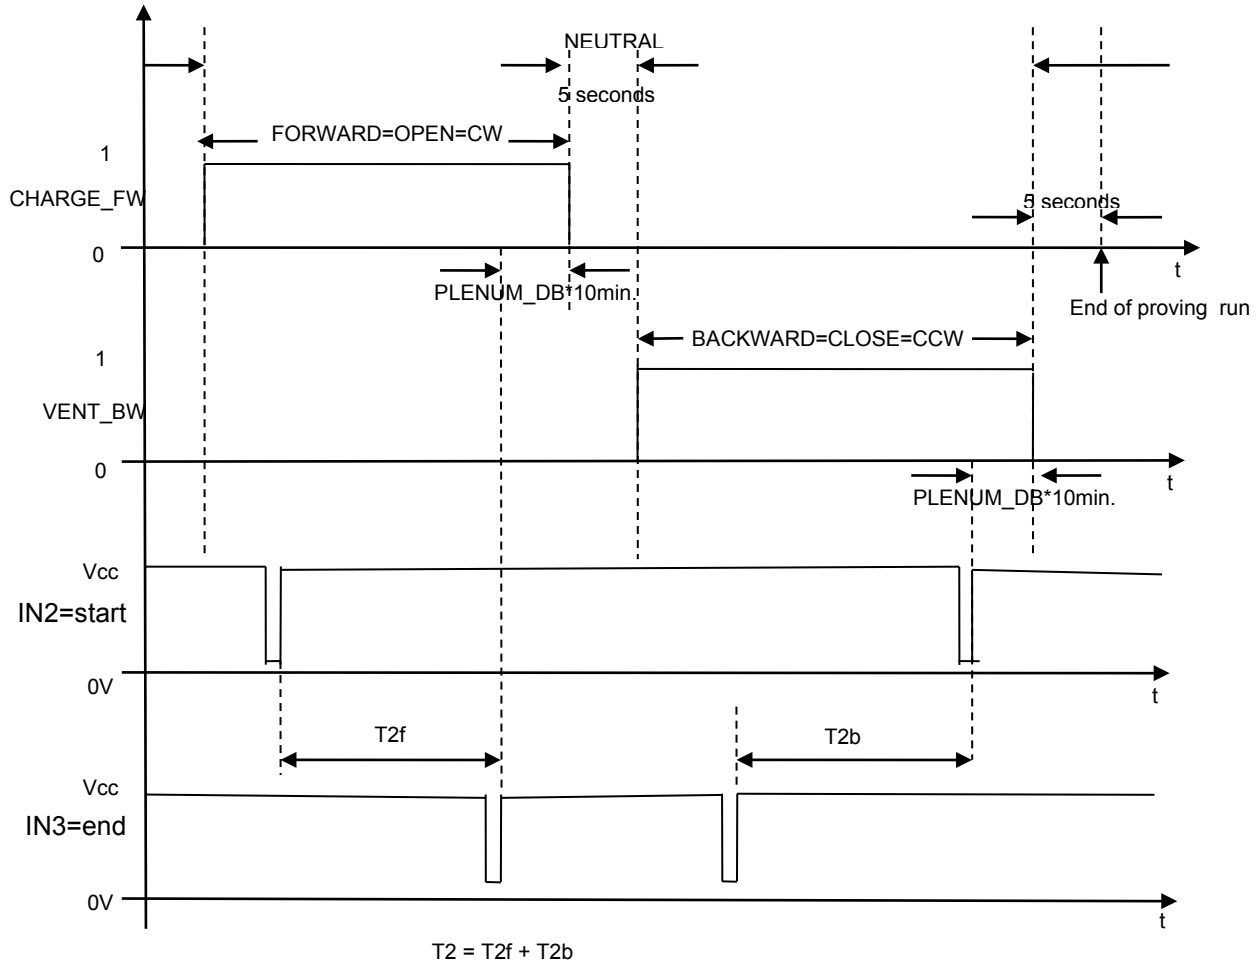 NEUTRAL
5 seconds
FORWARD=OPEN=CW
1
CHARGE_FW
5 seconds
0
t
PLENUM_DB*10min.
End of proving run
BACKWARD=CLOSE=CCW
1
VENT_BW
0
t
PLENUM_DB*10min.
Vcc
IN2=start
0V
t
T2f
T2b
Vcc
IN3=end
0V
t
T2 = T2f + T2b